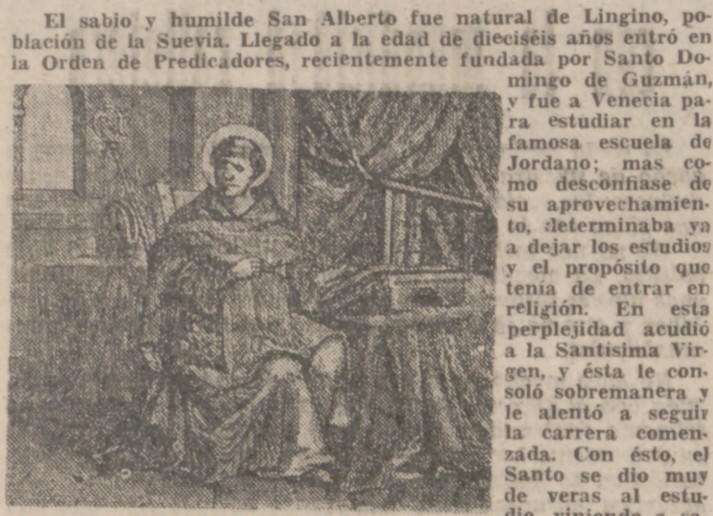 El sabio y humilde San Alberto fue natural de Lingino, po-
blación de la Suevia. Llegado a la edad de dieciséis años entró en
la Orden de Predicadores, recientemente fundada por Santo Do-
mingo de Guzmán,
y fue a Venecia pa-
ra estudiar en la
famosa escuela de
Jordano; mas co-
mo desconfiase de
su aprovechamien-
to, determinaba ya
a dejar los estudios
y el propósito que
tenía de entrar en
religión. En esta
perplejidad acudió
a la Santísima Vir-
gen, y ésta le con-
soló sobremanera y
le alentó a seguir
la carrera comen-
zada. Con ésto, el
Santo se dio muy
de veras al estu-
dio, viniendo a sa-